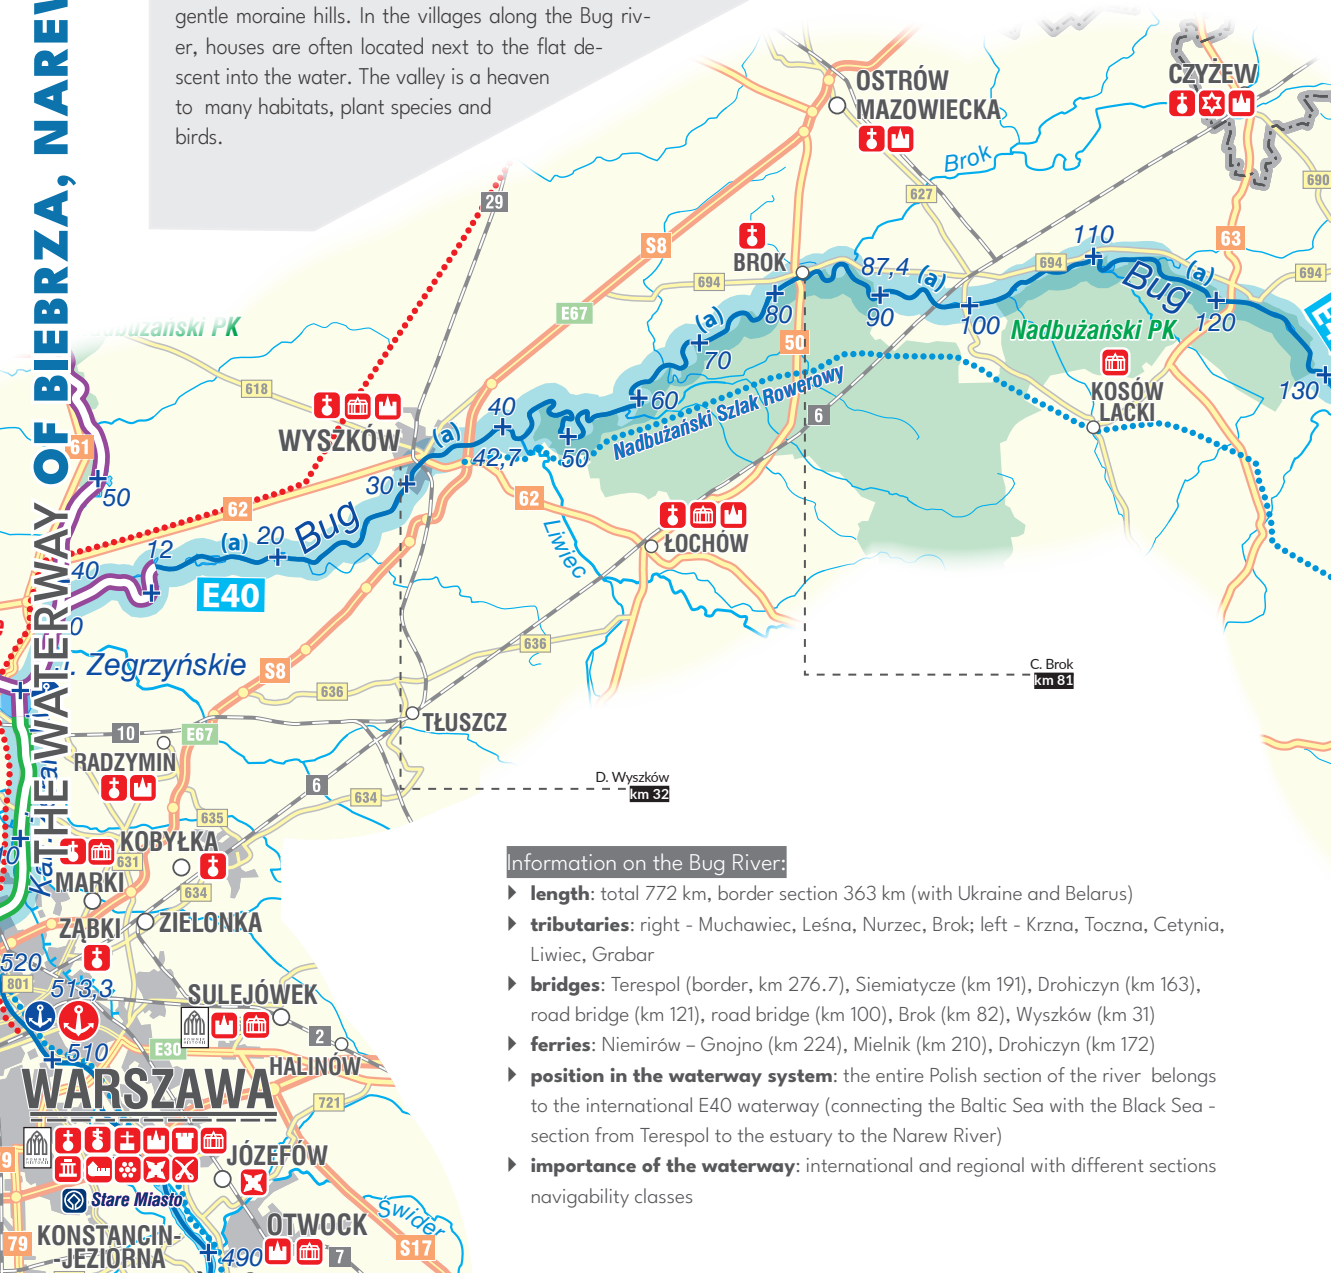 gentle moraine hills. In the villages along the Bug riv-
er, houses are often located next to the flat de-
scent into the water. The valley is a heaven
to many habitats, plant species and
birds.
THE WATERWAY OF BIEBRZA, NAREW
OSTRÓW
MAZOWIECKA
CZYŻEW
Brok
690
627
29
63
S8
BROK
694
87,4
(a)
694
110
Bug
(a)
694
E67
80
90
100
120
130
(a)
70
50
Nadbużański PK
KOSÓW
LACKI
618
60
Nadbużański Szlak Rowerowy
6
WYSZKÓW
40
(a)
42,7
50
61
50
30
62
62
12
(a)
20
Bug
40
E40
Liwiec
ŁOCHÓW
0
Zegrzyńskie
S8
636
636
C. Brok
km 81
10
E67
TŁUSZCZ
RADZYMIN
6
634
D. Wyszków
km 32
635
KOBYŁKA
631
MARKI
634
ZĄBKI
ZIELONKA
520
801
513,3
SULEJÓWEK
2
510
E30
HALINÓW
WARSZAWA
721
JÓZEFÓW
Stare Miasto
Świder
OTWOCK
KONSTANCIN-
-JEZIORNA
79
490
7
S17
Information on the Bug River:
length: total 772 km, border section 363 km (with Ukraine and Belarus)
tributaries: right - Muchawiec, Leśna, Nurzec, Brok; left - Krzna, Toczna, Cetynia,
Liwiec, Grabar
bridges: Terespol (border, km 276.7), Siemiatycze (km 191), Drohiczyn (km 163),
road bridge (km 121), road bridge (km 100), Brok (km 82), Wyszków (km 31)
ferries: Niemirów – Gnojno (km 224), Mielnik (km 210), Drohiczyn (km 172)
position in the waterway system: the entire Polish section of the river belongs
to the international E40 waterway (connecting the Baltic Sea with the Black Sea -
section from Terespol to the estuary to the Narew River)
importance of the waterway: international and regional with different sections
navigability classes